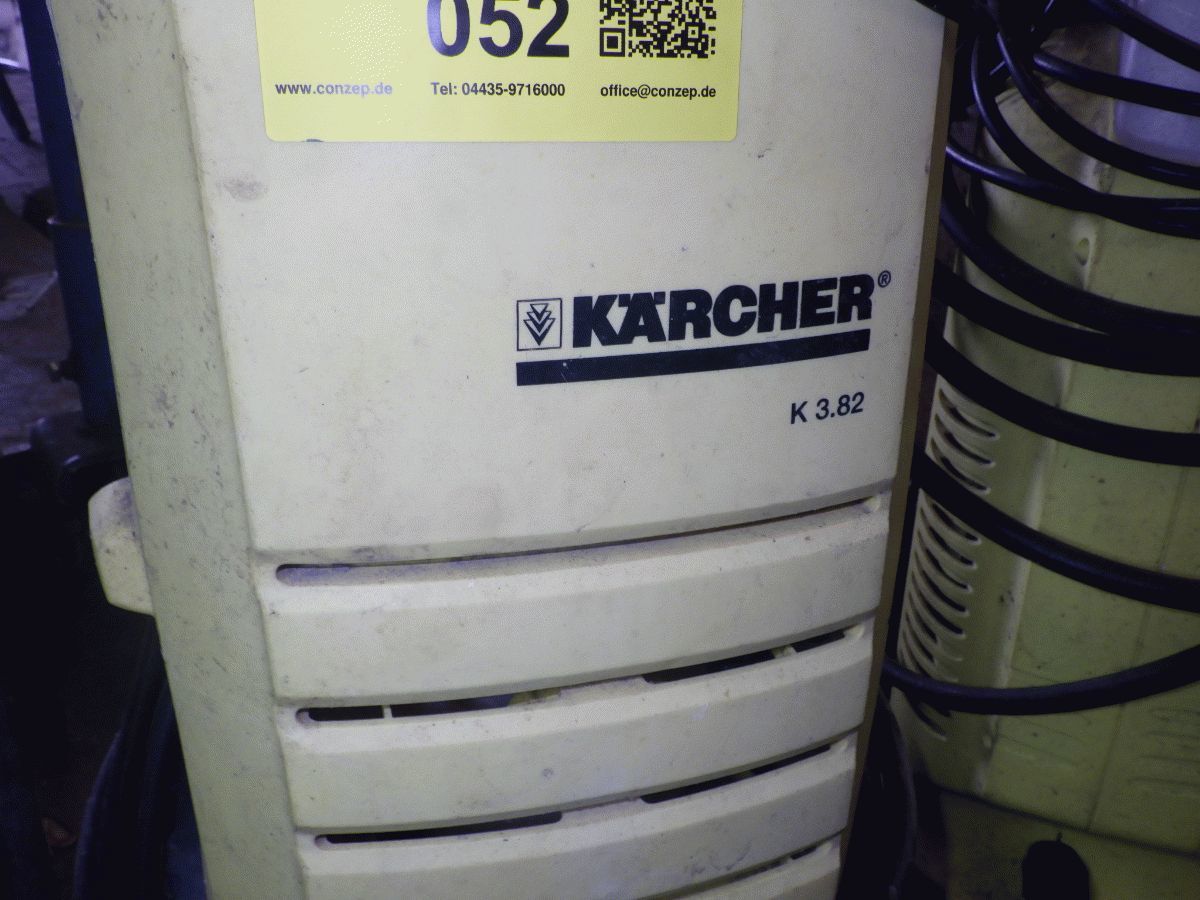 052
www.conzep.de Tel: 04435-9716000 office@conzep.de
KÄRCHER®
K 3.82